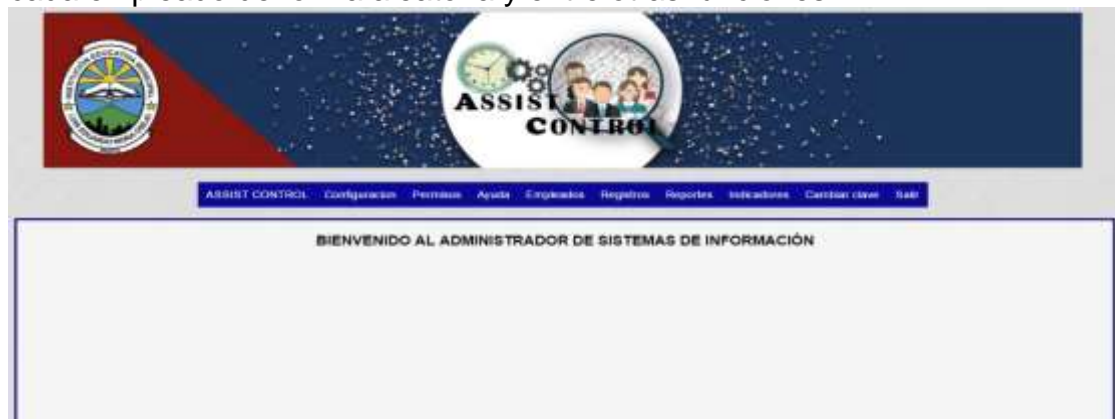 ASSIST
CONTROL
ASSIST CONTROL Configuracion Permisos Ayuda Empleados Registros Reportes Indicadores Cambiar clave Salir
BIENVENIDO AL ADMINISTRADOR DE SISTEMAS DE INFORMACIÓN